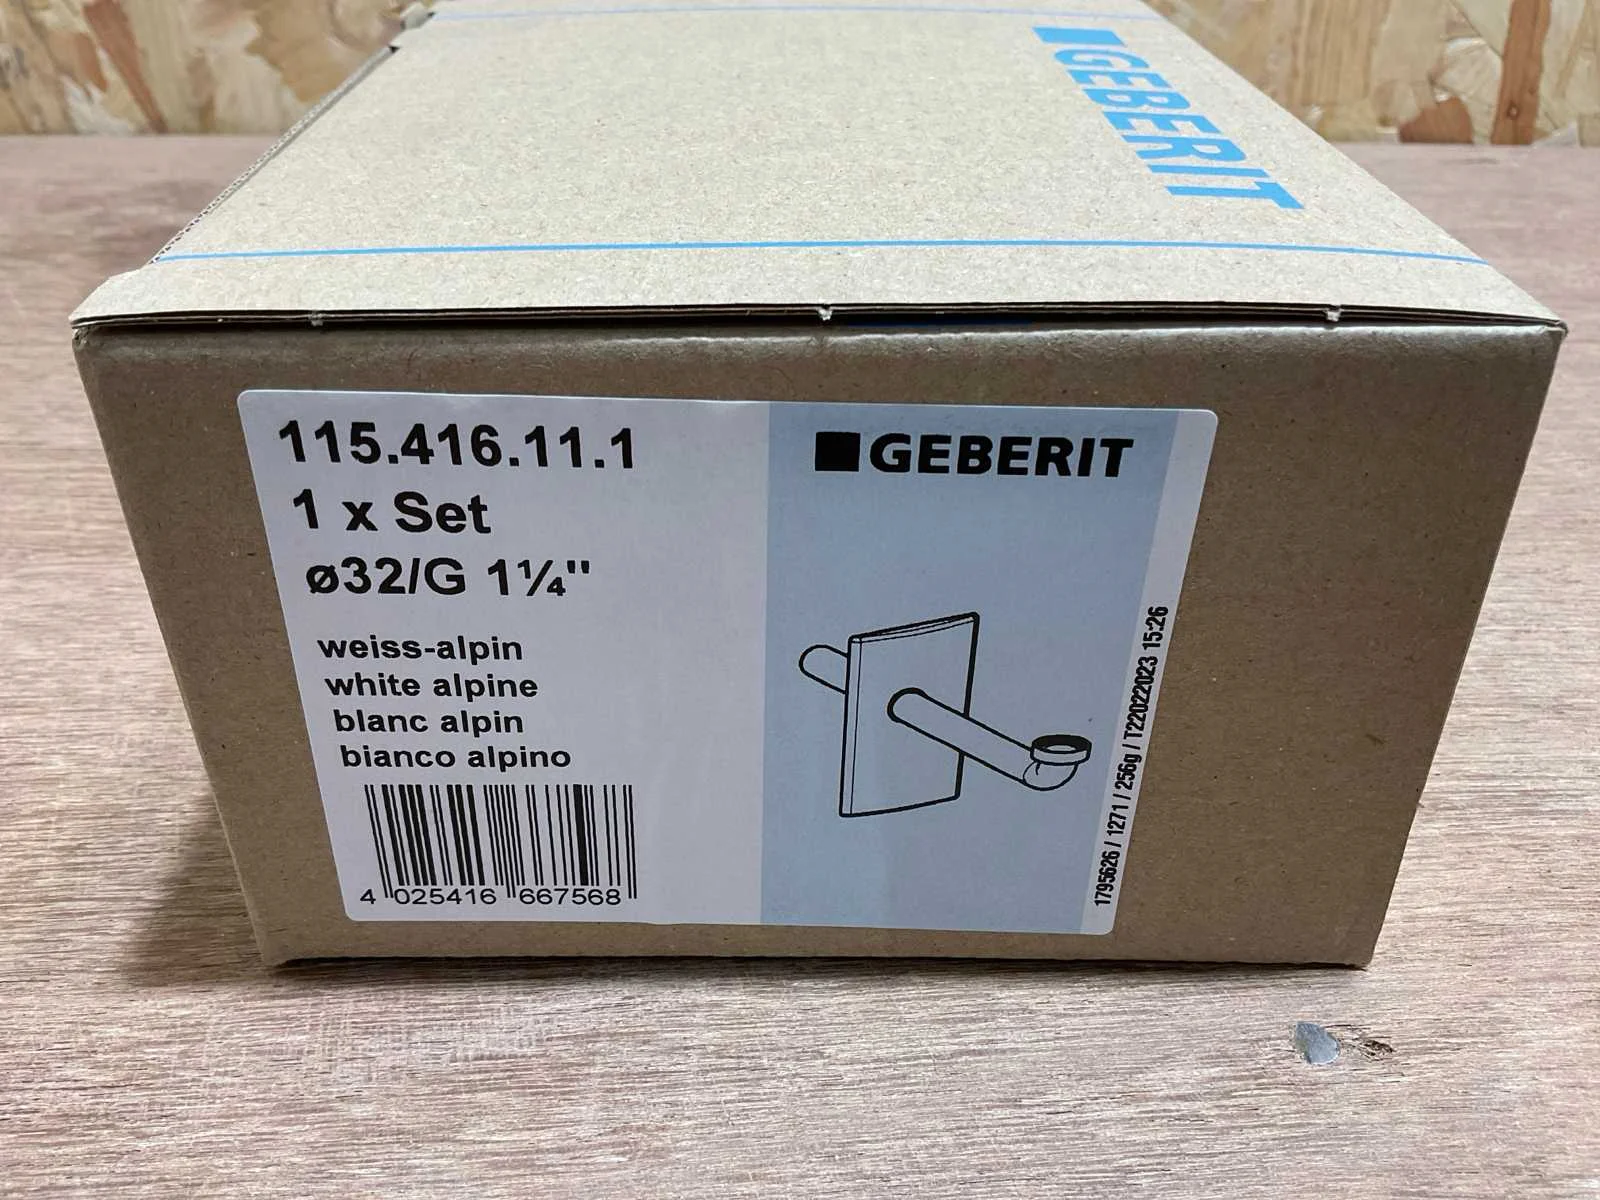 GEBERIT
115.416.11.1
1 x Set
ø32/G 1¼"
weiss-alpin
white alpine
blanc alpin
bianco alpino
4 025416 667568
GEBERIT
1795626 / 1271 / 256g / T22022023 15:26